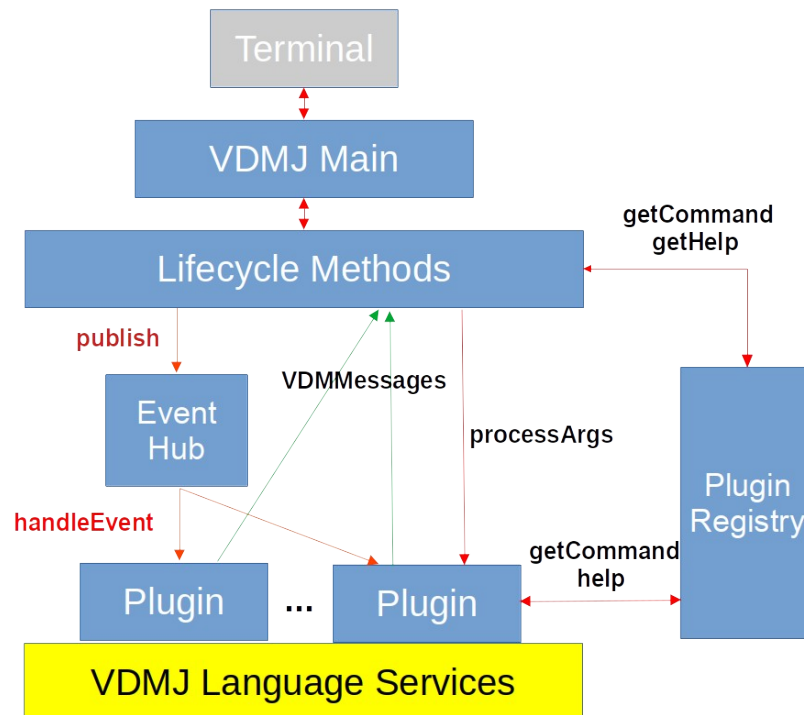 Terminal
VDMJ Main
getCommand
getHelp
Lifecycle Methods
publish
VDMMessages
Event
Hub
processArgs
Plugin
Registry
handleEvent
getCommand
help
Plugin
...
Plugin
VDMJ Language Services